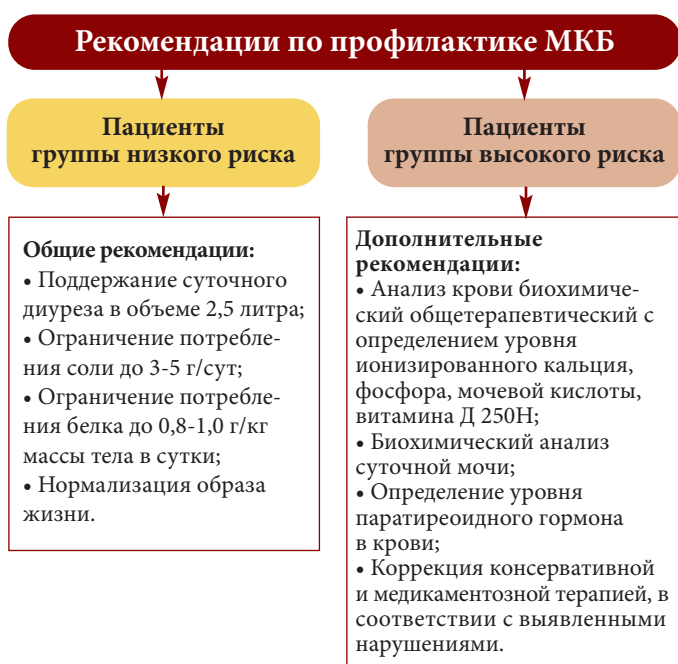 Рекомендации по профилактике МКБ
Пациенты
группы низкого риска
Общие рекомендации:
• Поддержание суточного
диуреза в объеме 2,5 литра;
• Ограничение потребле-
ния соли до 3-5 г/сут;
• Ограничение потребле-
ния белка до 0,8-1,0 г/кг
массы тела в сутки;
• Нормализация образа
жизни.
Пациенты
группы высокого риска
Дополнительные
рекомендации:
• Анализ крови биохимиче-
ский общетерапевтический с
определением уровня
ионизированного кальция,
фосфора, мочевой кислоты,
витамина Д 250Н;
• Биохимический анализ
суточной мочи;
• Определение уровня
паратиреоидного гормона
в крови;
• Коррекция консервативной
и медикаментозной терапией, в
соответствии с выявленными
нарушениями.